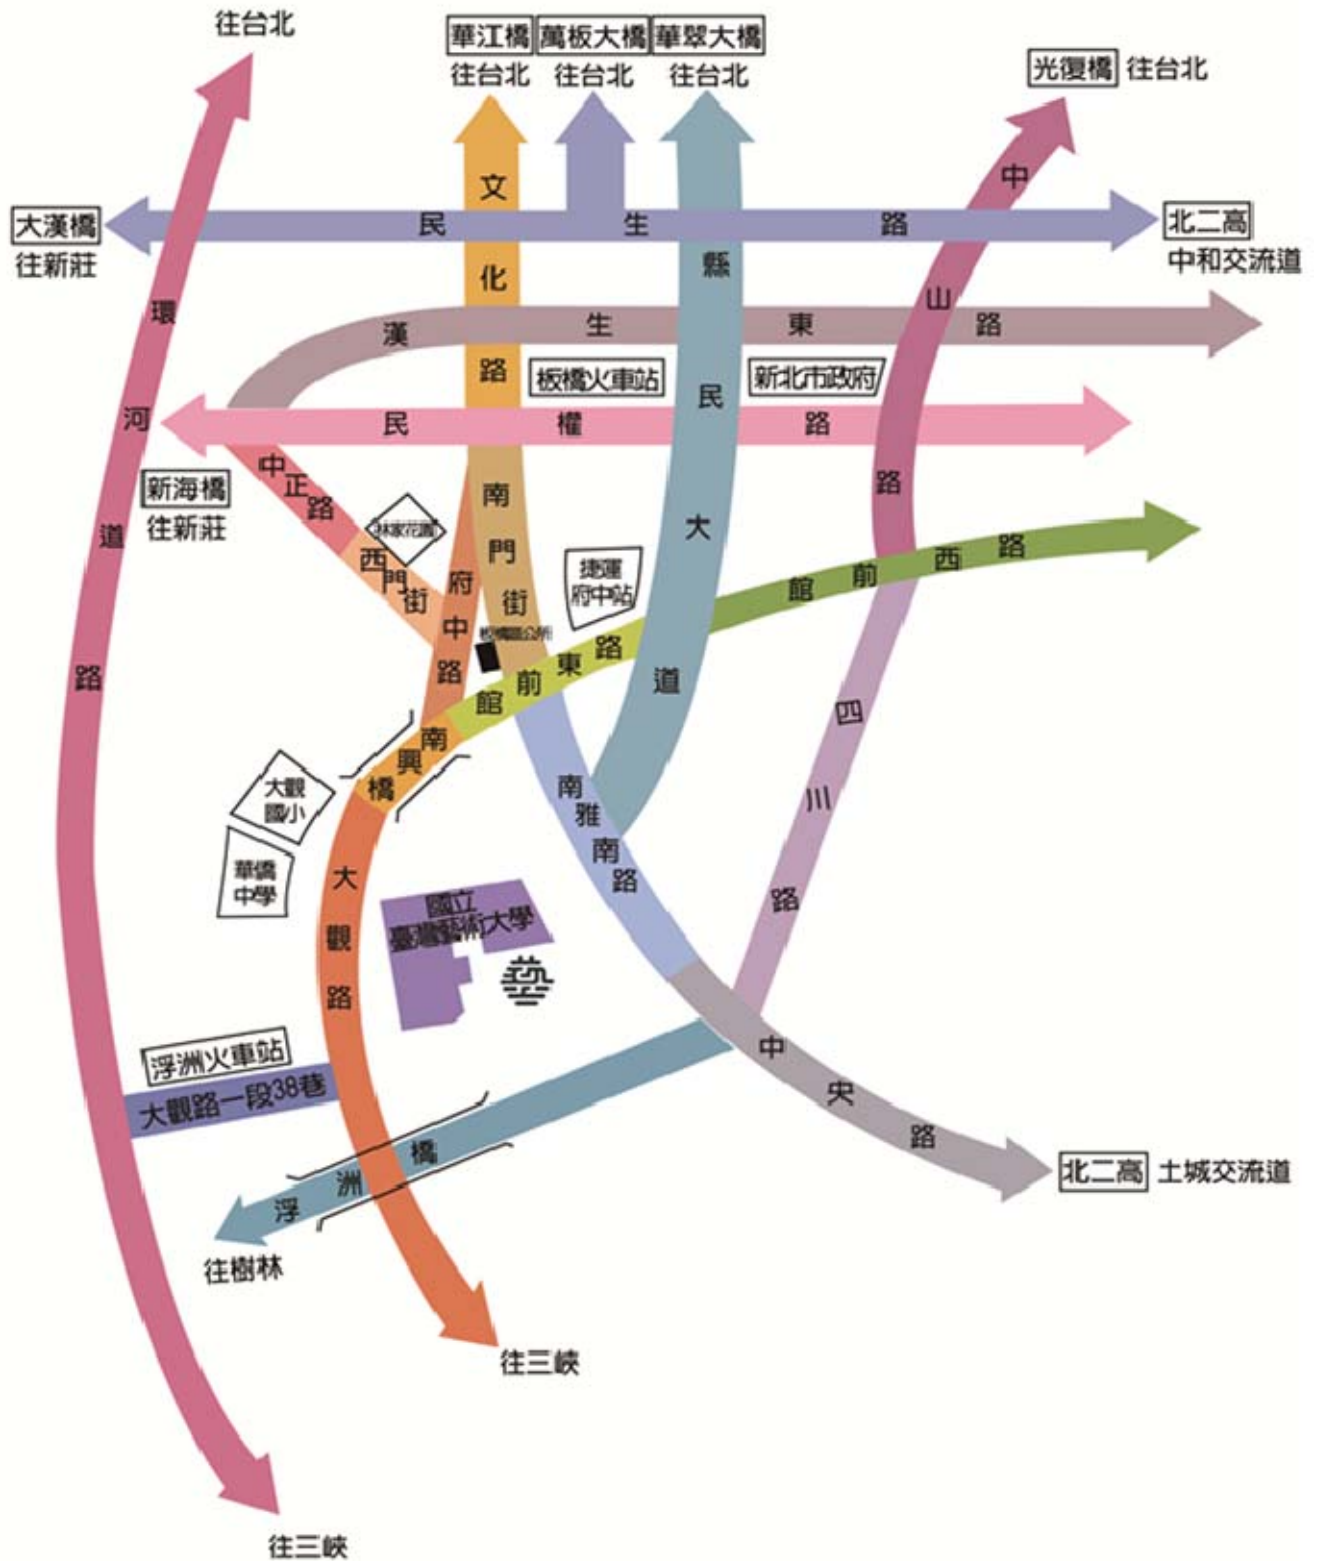 往台北
華江橋
往台北
萬板大橋
往台北
華翠大橋
往台北
光復橋 往台北
大漢橋
往新莊
民生路
北二高
中和交流道
文化路
縣民大道
中山路
環河道路
漢生東路
板橋火車站
新北市政府
民權路
新海橋
往新莊
中正路
林家花園
西門街
府中路
南門街
捷運
府中站
板橋區公所
館前東路
館前西路
南興橋
大觀
國小
華僑
中學
大觀路
國立
臺灣藝術大學
南雅南路
四川路
浮洲火車站
大觀路一段38巷
中央路
北二高 土城交流道
浮洲橋
往樹林
往三峽
往三峽